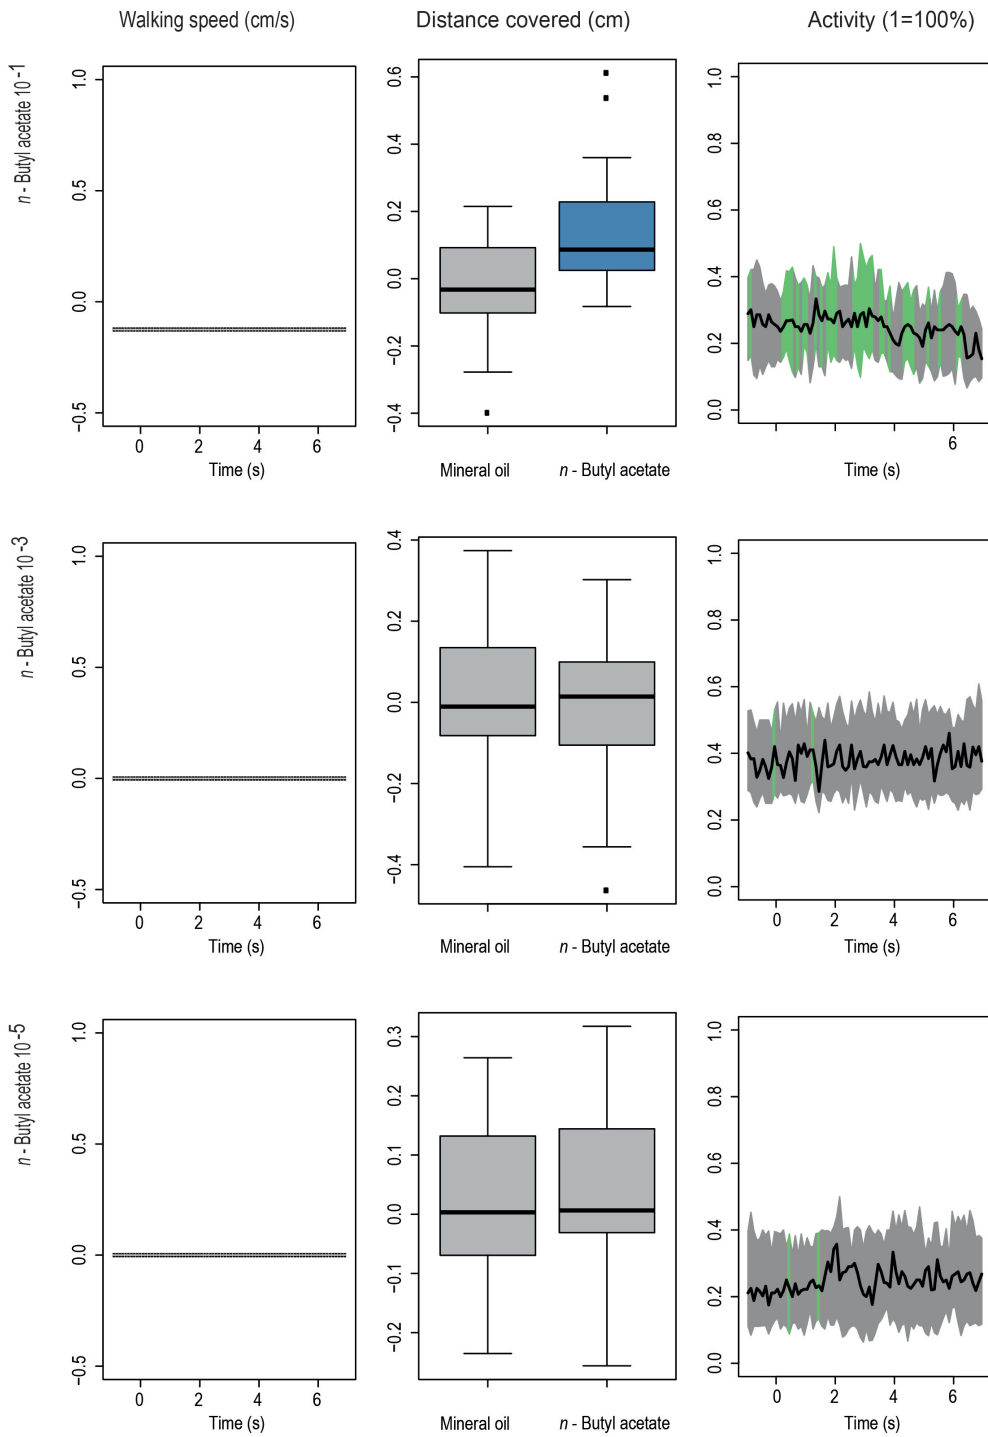 Walking speed (cm/s)
Distance covered (cm)
Activity (1=100%)
n - Butyl acetate 10-1
1.0
0.5
0.0
-0.5
0 2 4 6
Time (s)
0.6
0.4
0.2
0.0
-0.2
-0.4
Mineral oil
n - Butyl acetate
1.0
0.8
0.6
0.4
0.2
0.0
6
Time (s)
n - Butyl acetate 10-3
1.0
0.5
0.0
-0.5
0 2 4 6
Time (s)
0.4
0.2
0.0
-0.2
-0.4
Mineral oil
n - Butyl acetate
1.0
0.8
0.6
0.4
0.2
0.0
0 2 4 6
Time (s)
n - Butyl acetate 10-5
1.0
0.5
0.0
-0.5
0 2 4 6
Time (s)
0.3
0.2
0.1
0.0
-0.1
-0.2
Mineral oil
n - Butyl acetate
1.0
0.8
0.6
0.4
0.2
0.0
0 2 4 6
Time (s)